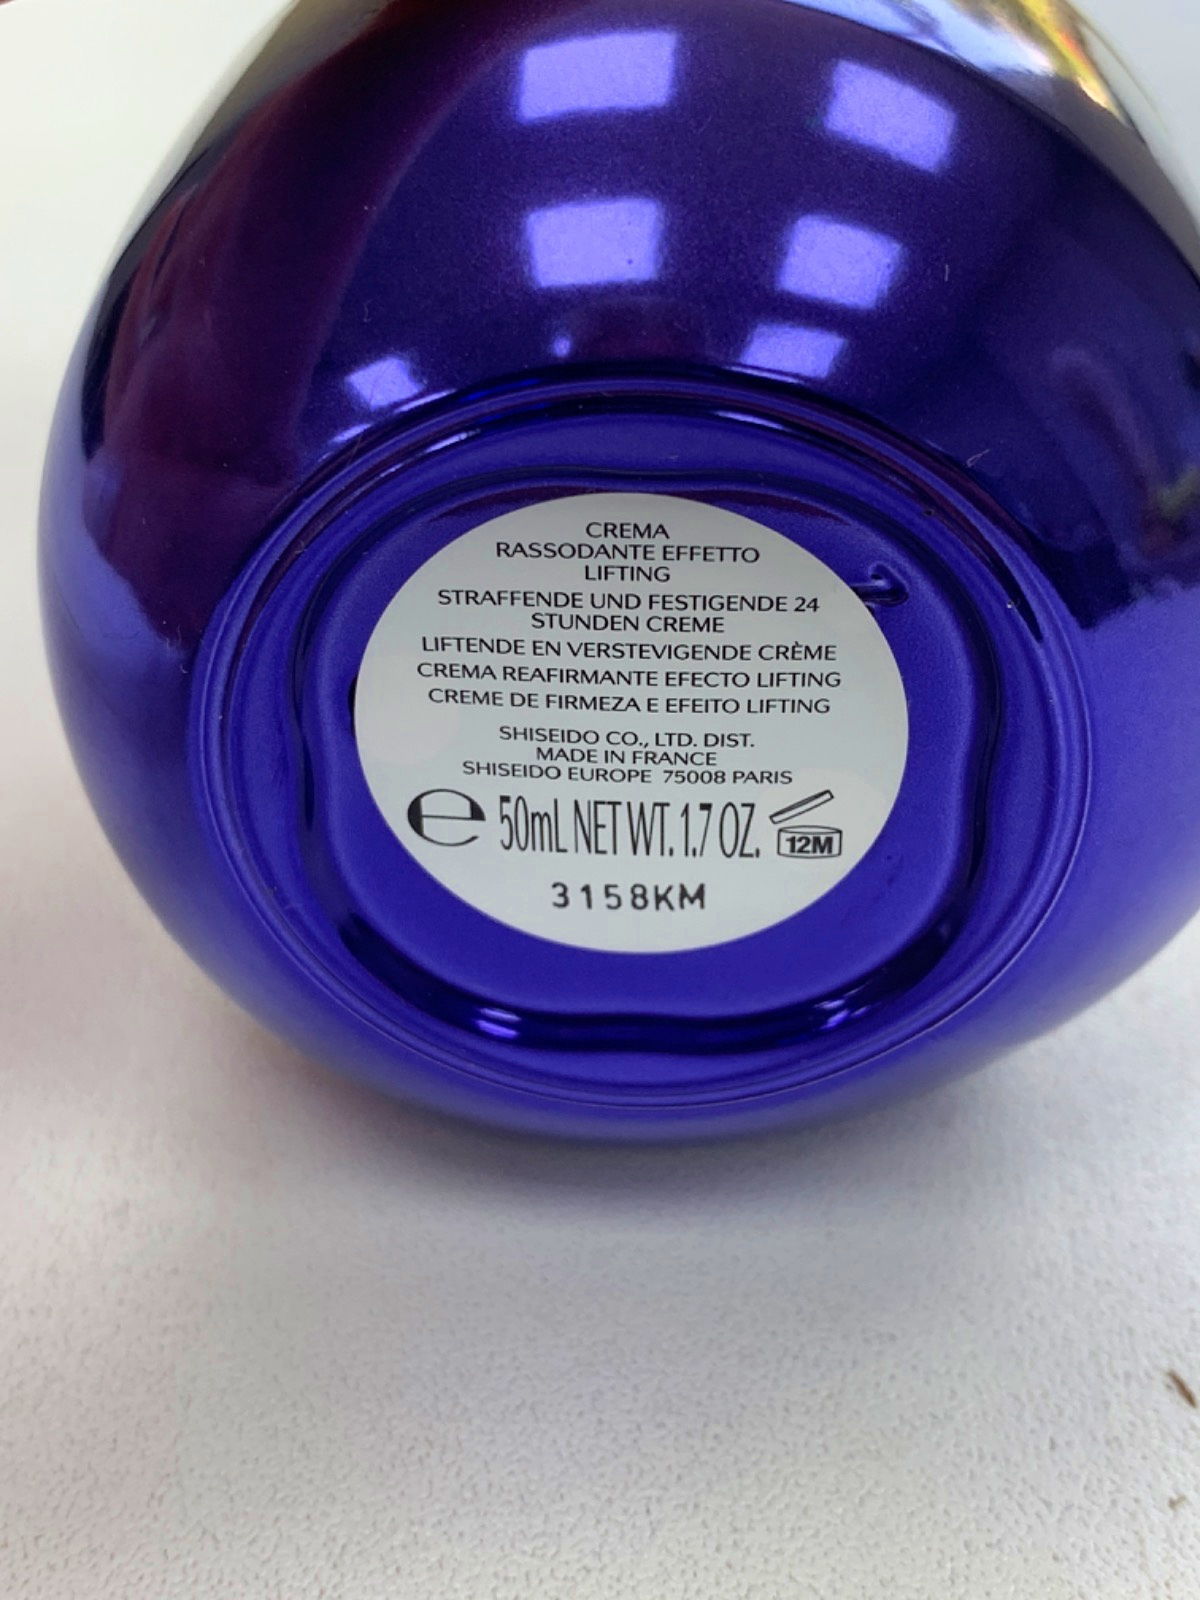 CREMA
RASSODANTE EFFETTO
LIFTING
STRAFFENDE UND FESTIGENDE 24
STUNDEN CREME
LIFTENDE EN VERSTEVIGENDE CRÈME
CREMA REAFIRMANTE EFECTO LIFTING
CREME DE FIRMEZA E EFEITO LIFTING
SHISEIDO CO., LTD. DIST.
MADE IN FRANCE
SHISEIDO EUROPE 75008 PARIS
℮ 50mL NET WT. 1.7 OZ. 12M
3158KM